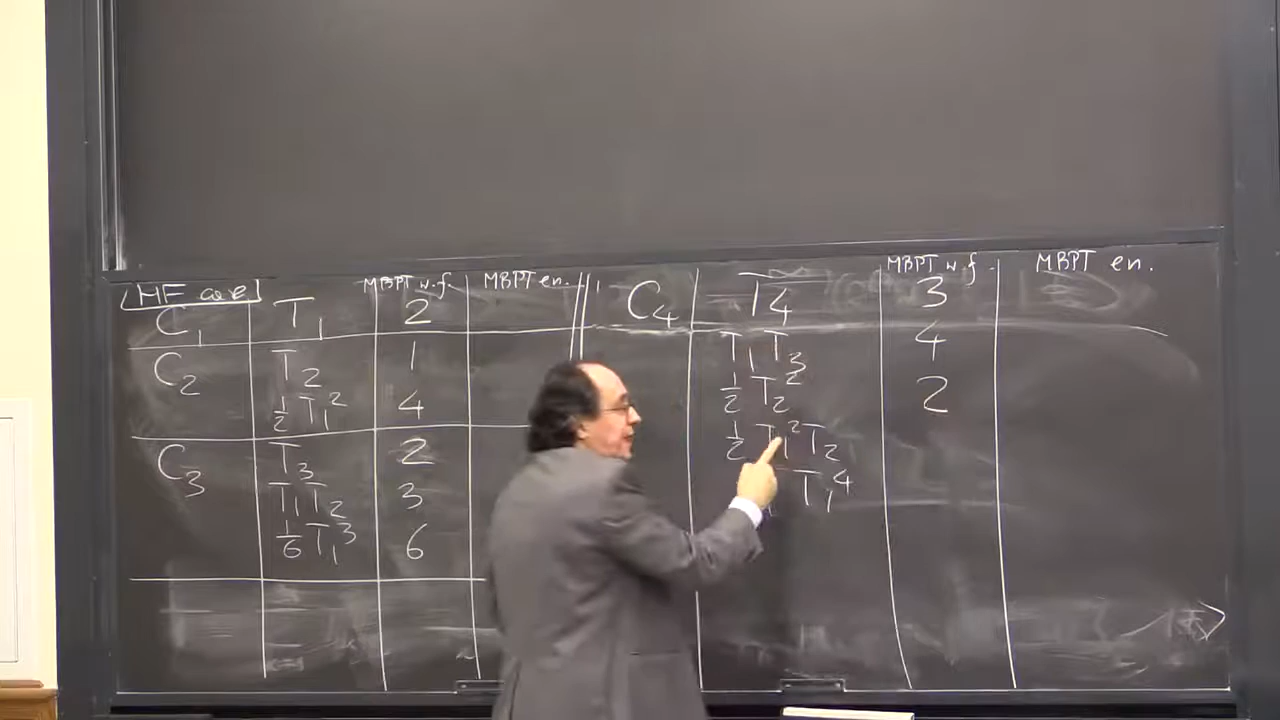 HF case
MBPT w.f. MBPT en.
C₁ T₁ 2
C₂ T₂ 1
½ T₁² 4
C₃ T₃ 2
T₁T₂ 3
1/6 T₁³ 6
MBPT w.f. MBPT en.
C₄ T4 3
T₁T₃ 4
½ T₂² 2
½ T₁²T₂
T₁⁴